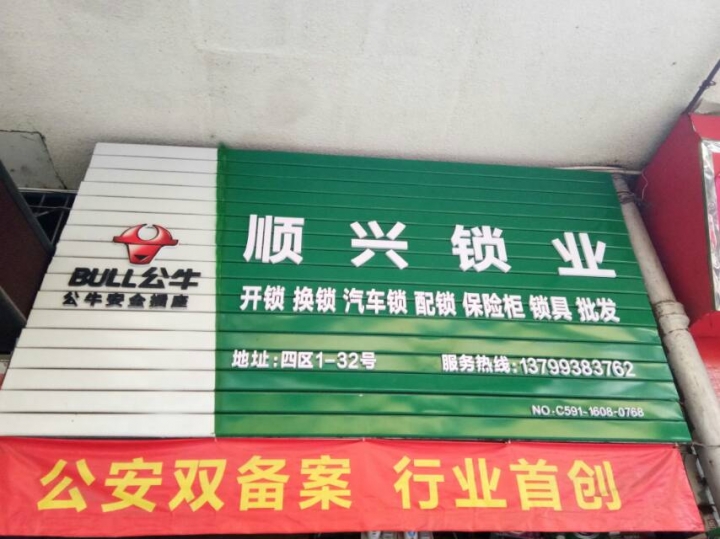 BULL公牛
公牛安全插座
顺兴锁业
开锁 换锁 汽车锁 配锁 保险柜 锁具 批发
地址:四区1-32号 服务热线:13799383762
NO.C591-1608-0768
公安双备案 行业首创